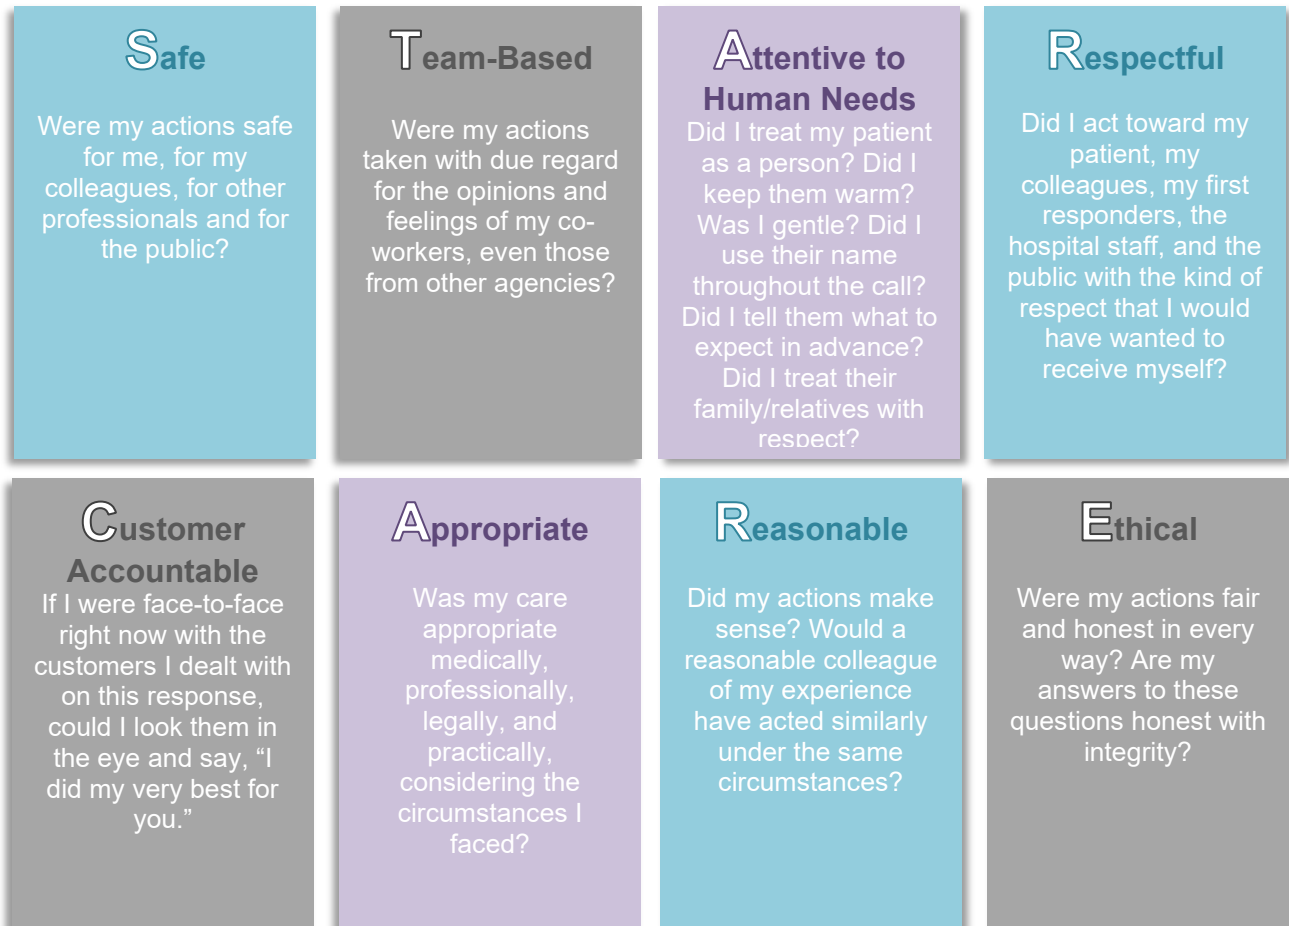 Safe
Were my actions safe
for me, for my
colleagues, for other
professionals and for
the public?
Team-Based
Were my actions
taken with due regard
for the opinions and
feelings of my co-
workers, even those
from other agencies?
Attentive to
Human Needs
Did I treat my patient
as a person? Did I
keep them warm?
Was I gentle? Did I
use their name
throughout the call?
Did I tell them what to
expect in advance?
Did I treat their
family/relatives with
respect?
Respectful
Did I act toward my
patient, my
colleagues, my first
responders, the
hospital staff, and the
public with the kind of
respect that I would
have wanted to
receive myself?
Customer
Accountable
If I were face-to-face
right now with the
customers I dealt with
on this response,
could I look them in
the eye and say, “I
did my very best for
you.”
Appropriate
Was my care
appropriate
medically,
professionally,
legally, and
practically,
considering the
circumstances I
faced?
Reasonable
Did my actions make
sense? Would a
reasonable colleague
of my experience
have acted similarly
under the same
circumstances?
Ethical
Were my actions fair
and honest in every
way? Are my
answers to these
questions honest with
integrity?